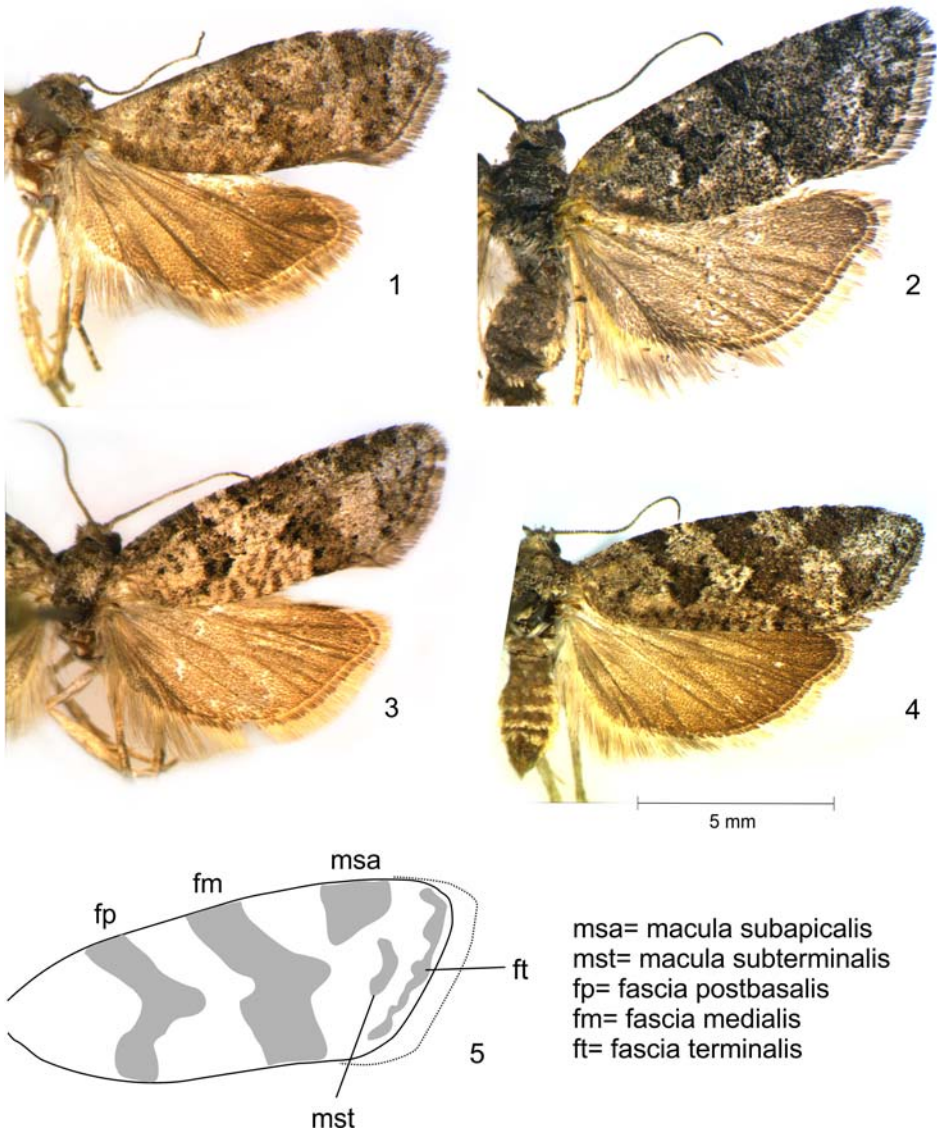 1
2
3
4
5 mm
msa
fm
fp
ft
5
mst
msa= macula subapicalis
mst= macula subterminalis
fp= fascia postbasalis
fm= fascia medialis
ft= fascia terminalis